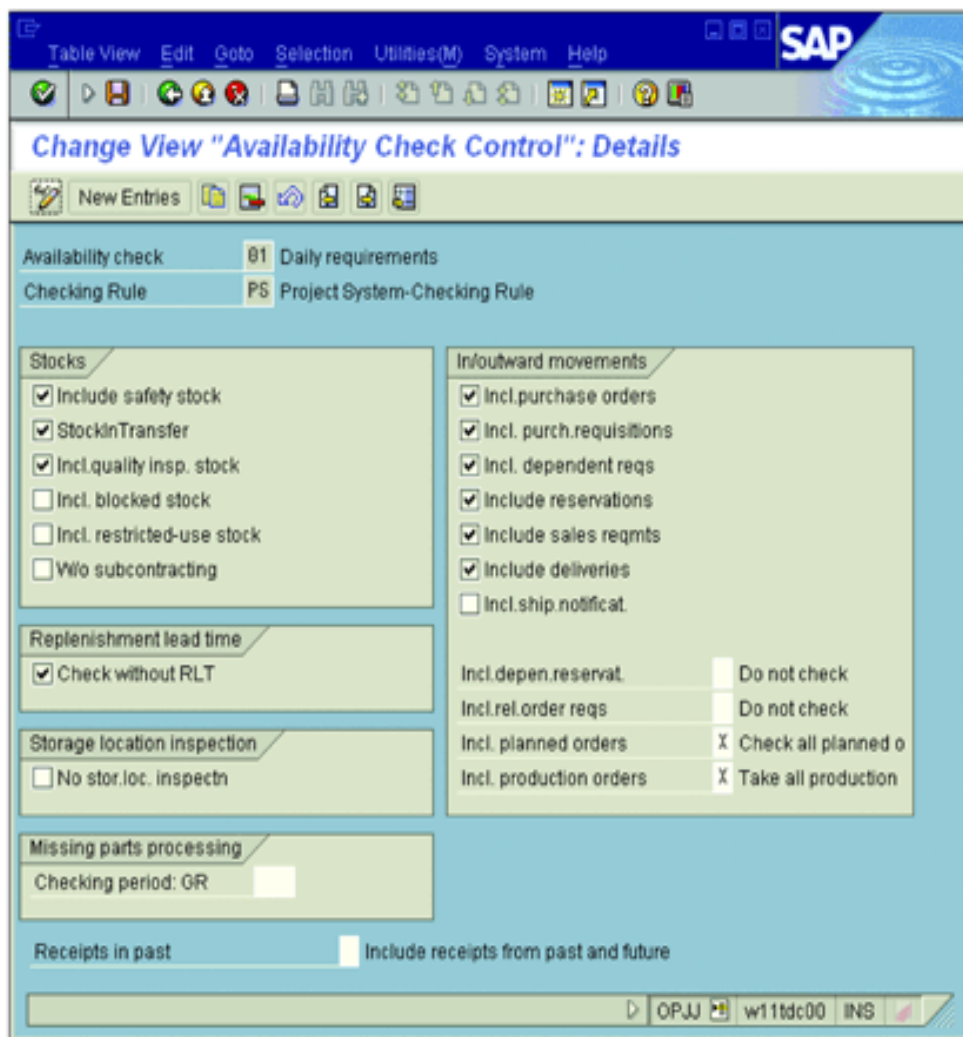 Table View Edit Goto Selection Utilities(M) System Help
SAP
Change View "Availability Check Control": Details
New Entries
Availability check 01 Daily requirements
Checking Rule PS Project System-Checking Rule
Stocks
Include safety stock
StockInTransfer
Incl.quality insp. stock
Incl. blocked stock
Incl. restricted-use stock
W/o subcontracting
Replenishment lead time
Check without RLT
Storage location inspection
No stor.loc. inspectn
Missing parts processing
Checking period: GR
In/outward movements
Incl.purchase orders
Incl. purch.requisitions
Incl. dependent reqs
Include reservations
Include sales reqmts
Include deliveries
Incl.ship.notificat.
Incl.depen.reservat. Do not check
Incl.rel.order reqs Do not check
Incl. planned orders X Check all planned o
Incl. production orders X Take all production
Receipts in past Include receipts from past and future
OPJJ w11tdc00 INS